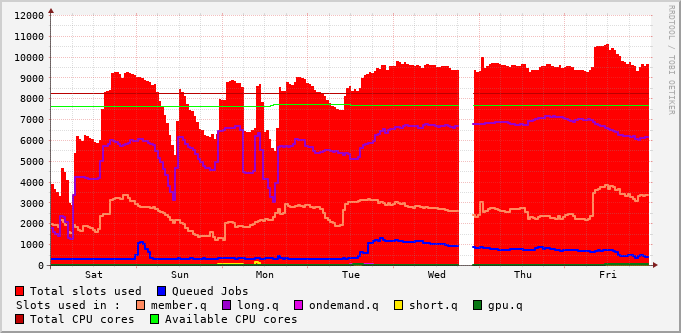 RRDTOOL / TOBI OETIKER
12000
11000
10000
9000
8000
7000
6000
5000
4000
3000
2000
1000
0
Sat Sun Mon Tue Wed Thu Fri
Total slots used Queued Jobs
Slots used in : member.q long.q ondemand.q short.q gpu.q
Total CPU cores Available CPU cores